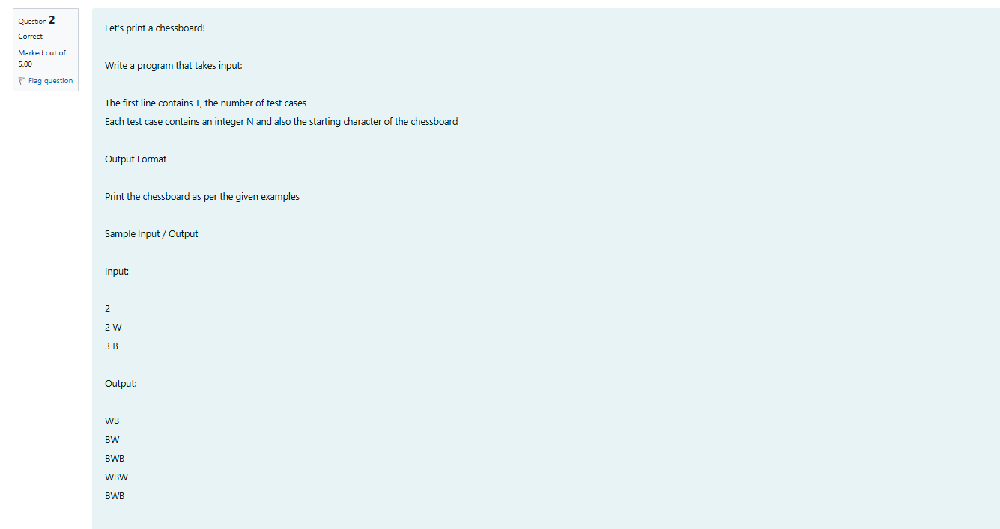 Question 2
Correct
Marked out of
5.00
Flag question
Let's print a chessboard!
Write a program that takes input:
The first line contains T, the number of test cases
Each test case contains an integer N and also the starting character of the chessboard
Output Format
Print the chessboard as per the given examples
Sample Input / Output
Input:
2
2 W
3 B
Output:
WB
BW
BWB
WBW
BWB